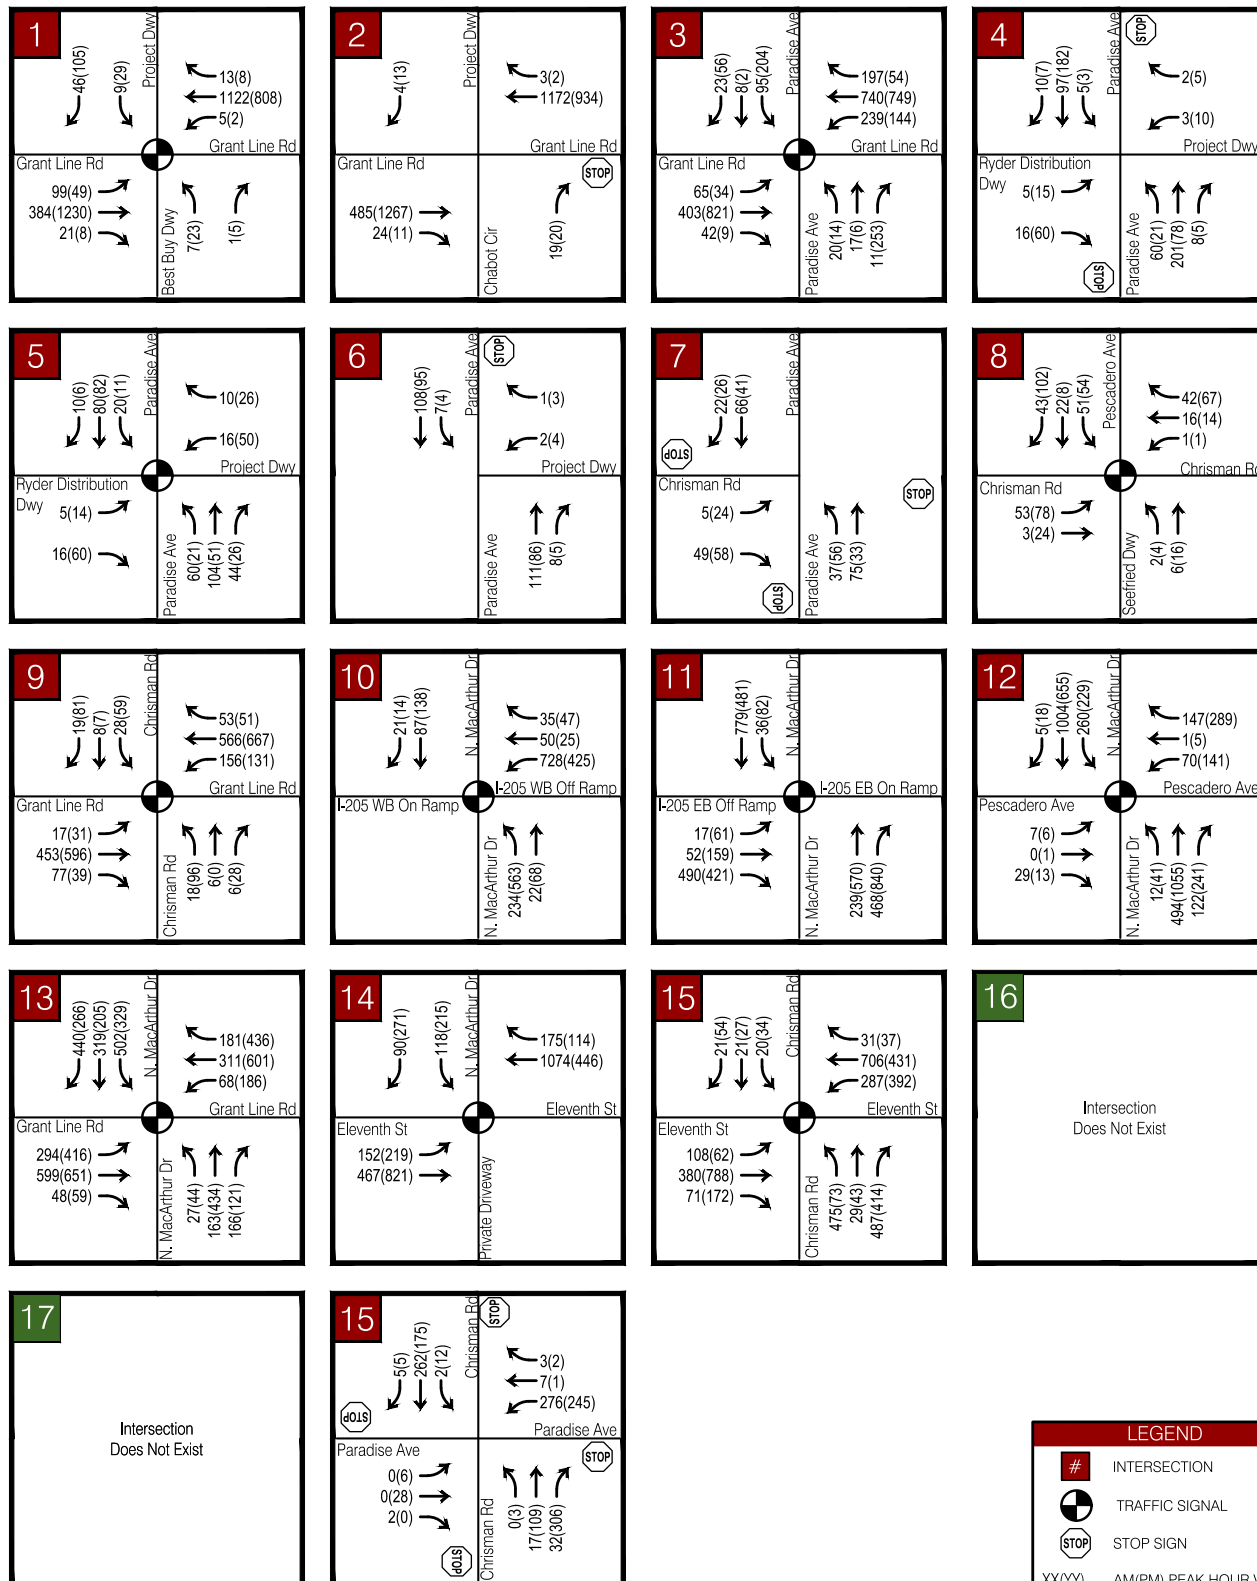 1
46(105)
9(29)
Project Dwy
13(8)
1122(808)
5(2)
Grant Line Rd
Grant Line Rd
99(49)
384(1230)
21(8)
Best Buy Dwy
7(23)
1(5)
2
4(13)
3(2)
1172(934)
Grant Line Rd
Grant Line Rd
STOP
485(1267)
24(11)
Chabot Cir
19(20)
3
23(56)
8(2)
95(204)
Paradise Ave
197(54)
740(749)
239(144)
Grant Line Rd
Grant Line Rd
65(34)
403(821)
42(9)
Paradise Ave
20(14)
17(6)
11(253)
4
10(7)
97(182)
5(3)
Paradise Ave
STOP
2(5)
3(10)
Project Dwy
Ryder Distribution
Dwy
5(15)
16(60)
STOP
Paradise Ave
60(21)
201(78)
8(5)
5
10(6)
80(82)
20(11)
Paradise Ave
10(26)
16(50)
Project Dwy
Ryder Distribution
Dwy
5(14)
16(60)
Paradise Ave
60(21)
104(51)
44(26)
6
108(95)
7(4)
Paradise Ave
STOP
1(3)
2(4)
Project Dwy
Paradise Ave
111(86)
8(5)
7
22(26)
66(41)
Paradise Ave
STOP
Chrisman Rd
STOP
5(24)
49(58)
STOP
Paradise Ave
37(56)
75(33)
8
43(102)
22(8)
51(54)
Pescadero Ave
42(67)
16(14)
1(1)
Chrisman Rd
Chrisman Rd
53(78)
3(24)
Seefried Dwy
2(4)
6(16)
9
19(81)
8(7)
28(59)
Chrisman Rd
53(51)
566(667)
156(131)
Grant Line Rd
Grant Line Rd
17(31)
453(596)
77(39)
Chrisman Rd
18(96)
6(0)
6(28)
10
21(14)
87(138)
N. MacArthur Dr
35(47)
50(25)
728(425)
I-205 WB Off Ramp
I-205 WB On Ramp
N. MacArthur Dr
234(563)
22(68)
11
779(481)
36(82)
N. MacArthur Dr
I-205 EB On Ramp
I-205 EB Off Ramp
17(61)
52(159)
490(421)
N. MacArthur Dr
239(570)
468(840)
12
5(18)
1004(655)
260(229)
N. MacArthur Dr
147(289)
1(5)
70(141)
Pescadero Ave
Pescadero Ave
7(6)
0(1)
29(13)
N. MacArthur Dr
12(41)
494(1055)
122(241)
13
440(266)
319(205)
502(329)
N. MacArthur Dr
181(436)
311(601)
68(186)
Grant Line Rd
Grant Line Rd
294(416)
599(651)
48(59)
N. MacArthur Dr
27(44)
163(434)
166(121)
14
90(271)
118(215)
N. MacArthur Dr
175(114)
1074(446)
Eleventh St
Eleventh St
152(219)
467(821)
Private Driveway
15
21(54)
21(27)
20(34)
Chrisman Rd
31(37)
706(431)
287(392)
Eleventh St
Eleventh St
108(62)
380(788)
71(172)
Chrisman Rd
475(73)
29(43)
487(414)
16
Intersection
Does Not Exist
17
Intersection
Does Not Exist
15
5(5)
262(175)
2(12)
Chrisman Rd
STOP
3(2)
7(1)
276(245)
STOP
Paradise Ave
Paradise Ave
STOP
0(6)
0(28)
2(0)
STOP
Chrisman Rd
0(3)
17(109)
32(306)
LEGEND
# INTERSECTION
TRAFFIC SIGNAL
STOP STOP SIGN
XX(YY) AM(PM) PEAK HOUR